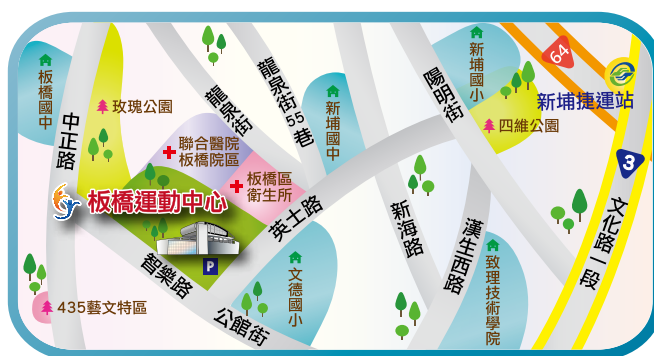 板橋國中
中正路
玫瑰公園
龍泉街
龍泉街55巷
新埔國中
陽明街
新埔國小
64
新埔捷運站
四維公園
3
聯合醫院
板橋院區
板橋區
衛生所
板橋運動中心
英士路
新海路
漢生西路
文化路一段
P
智樂路
文德國小
致理技術學院
435藝文特區
公館街